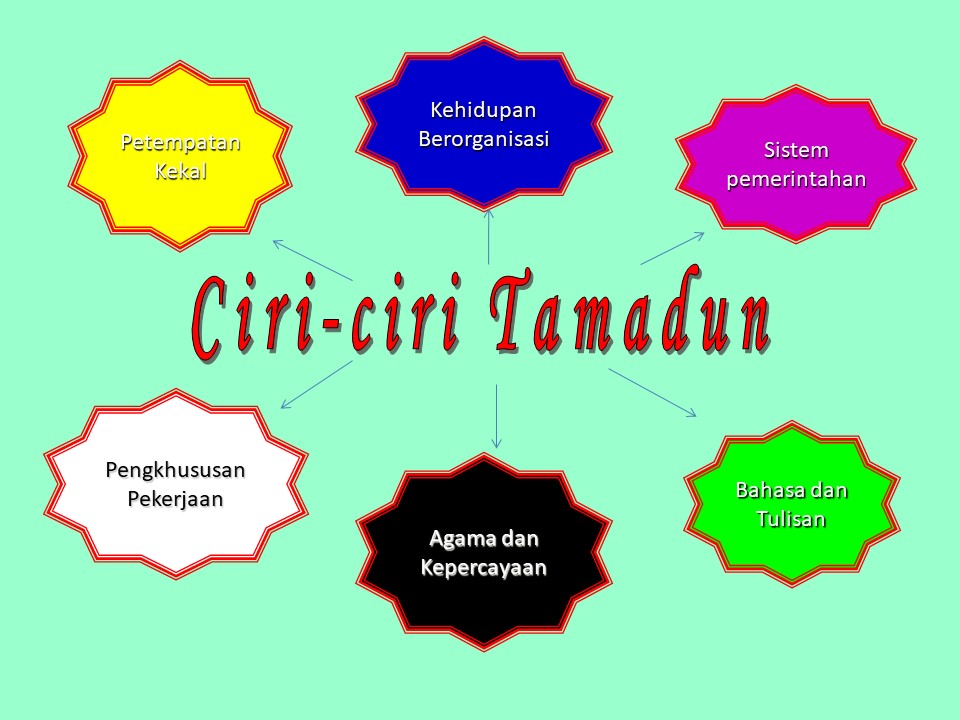 Petempatan
Kekal
Kehidupan
Berorganisasi
Sistem
pemerintahan
Ciri-ciri Tamadun
Pengkhususan
Pekerjaan
Agama dan
Kepercayaan
Bahasa dan
Tulisan